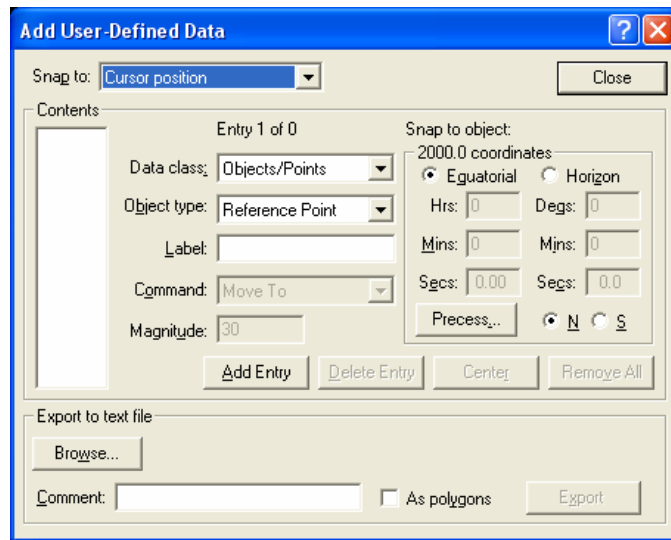 Add User-Defined Data
Snap to: Cursor position
Close
Contents
Entry 1 of 0
Data class: Objects/Points
Object type: Reference Point
Label:
Command: Move To
Magnitude: 30
Snap to object:
2000.0 coordinates
Equatorial Horizon
Hrs: 0 Degs: 0
Mins: 0 Mins: 0
Secs: 0.00 Secs: 0.0
Precess... N S
Add Entry Delete Entry Center Remove All
Export to text file
Browse...
Comment: As polygons Export